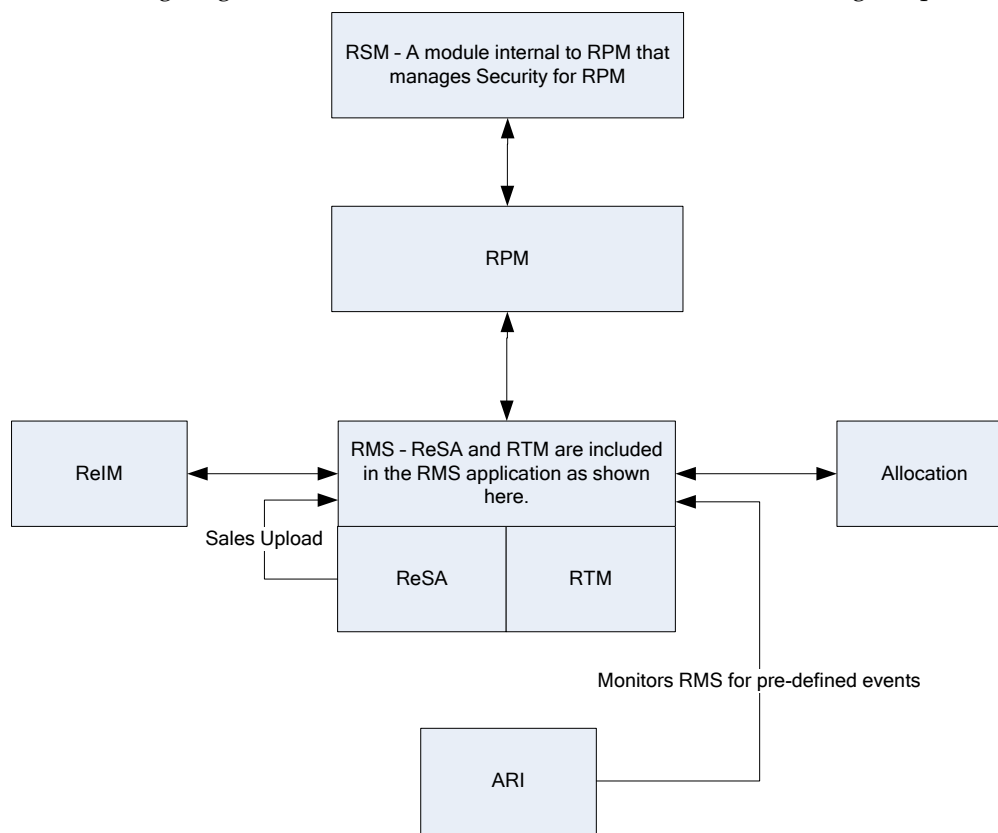 RSM - A module internal to RPM that
manages Security for RPM
RPM
ReIM
RMS - ReSA and RTM are included
in the RMS application as shown
here.
Allocation
Sales Upload
ReSA
RTM
Monitors RMS for pre-defined events
ARI